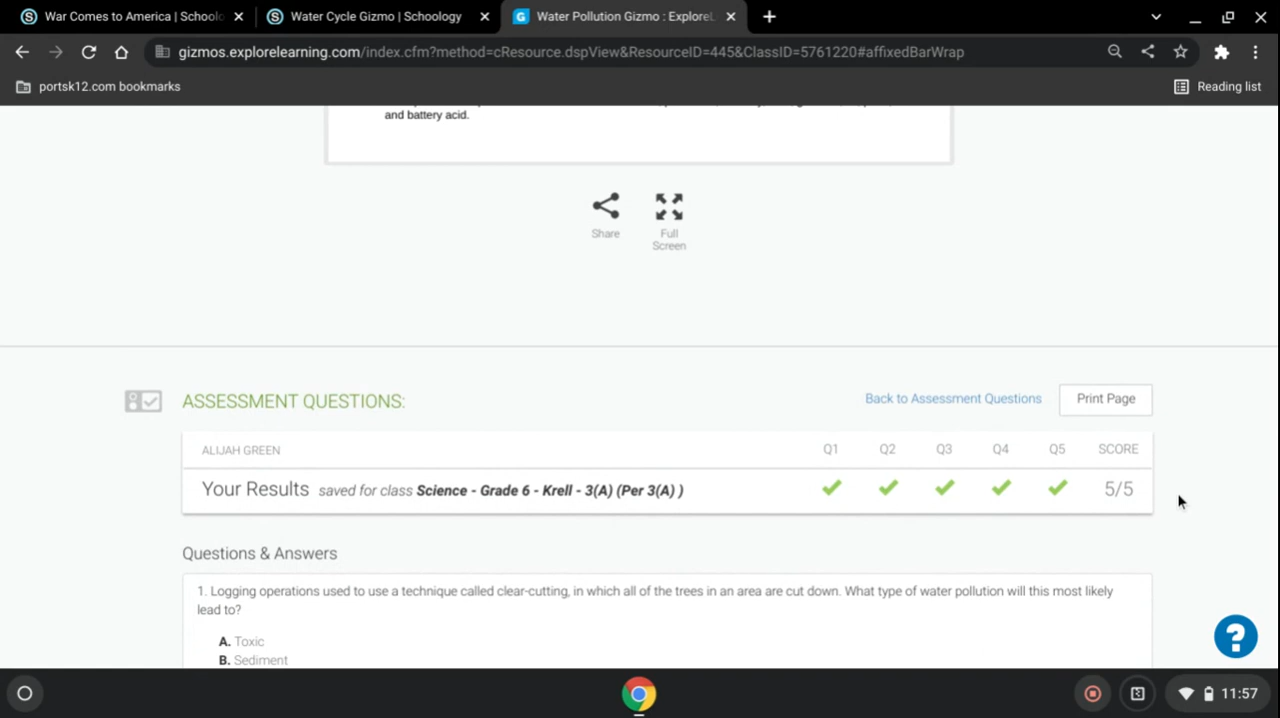 War Comes to America | Schoolo
Water Cycle Gizmo | Schoology
Water Pollution Gizmo : ExploreL
gizmos.explorelearning.com/index.cfm?method=cResource.dspView&ResourceID=445&ClassID=5761220#affixedBarWrap
portsk12.com bookmarks
Reading list
and battery acid.
Share
Full
Screen
ASSESSMENT QUESTIONS:
Back to Assessment Questions
Print Page
ALIJAH GREEN Q1 Q2 Q3 Q4 Q5 SCORE
Your Results saved for class Science - Grade 6 - Krell - 3(A) (Per 3(A) ) 5/5
Questions & Answers
1. Logging operations used to use a technique called clear-cutting, in which all of the trees in an area are cut down. What type of water pollution will this most likely
lead to?
A. Toxic
B. Sediment
11:57